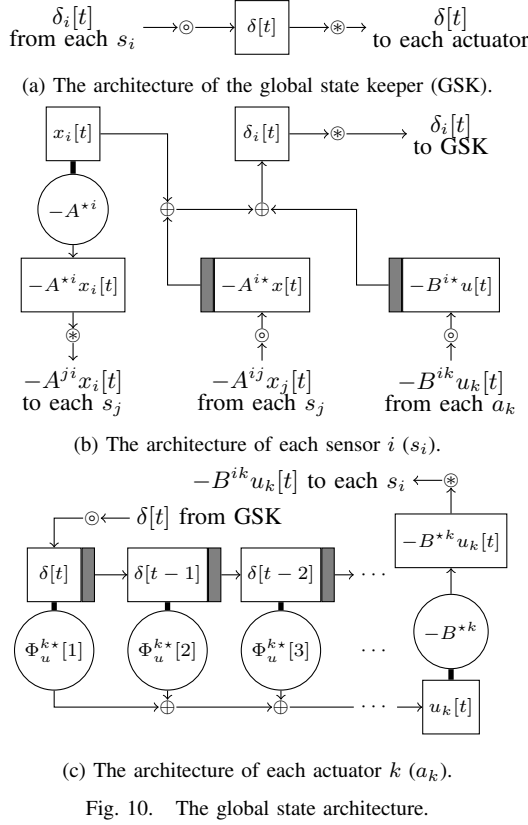 δ_i[t]
from each s_i
⊚
δ[t]
⊛
δ[t]
to each actuator
(a) The architecture of the global state keeper (GSK).
x_i[t]
δ_i[t]
⊛
δ_i[t]
to GSK
−A^{⋆i}
⊕
⊕
−A^{⋆i}x_i[t]
−A^{i⋆}x[t]
−B^{i⋆}u[t]
⊛
⊚
⊚
−A^{ji}x_i[t]
to each s_j
−A^{ij}x_j[t]
from each s_j
−B^{ik}u_k[t]
from each a_k
(b) The architecture of each sensor i (s_i).
−B^{ik}u_k[t] to each s_i
⊛
⊚
δ[t] from GSK
−B^{⋆k}u_k[t]
δ[t]
δ[t − 1]
δ[t − 2]
⋯
Φ_u^{k⋆}[1]
Φ_u^{k⋆}[2]
Φ_u^{k⋆}[3]
⋯
−B^{⋆k}
⊕
⊕
⋯
u_k[t]
(c) The architecture of each actuator k (a_k).
Fig. 10. The global state architecture.